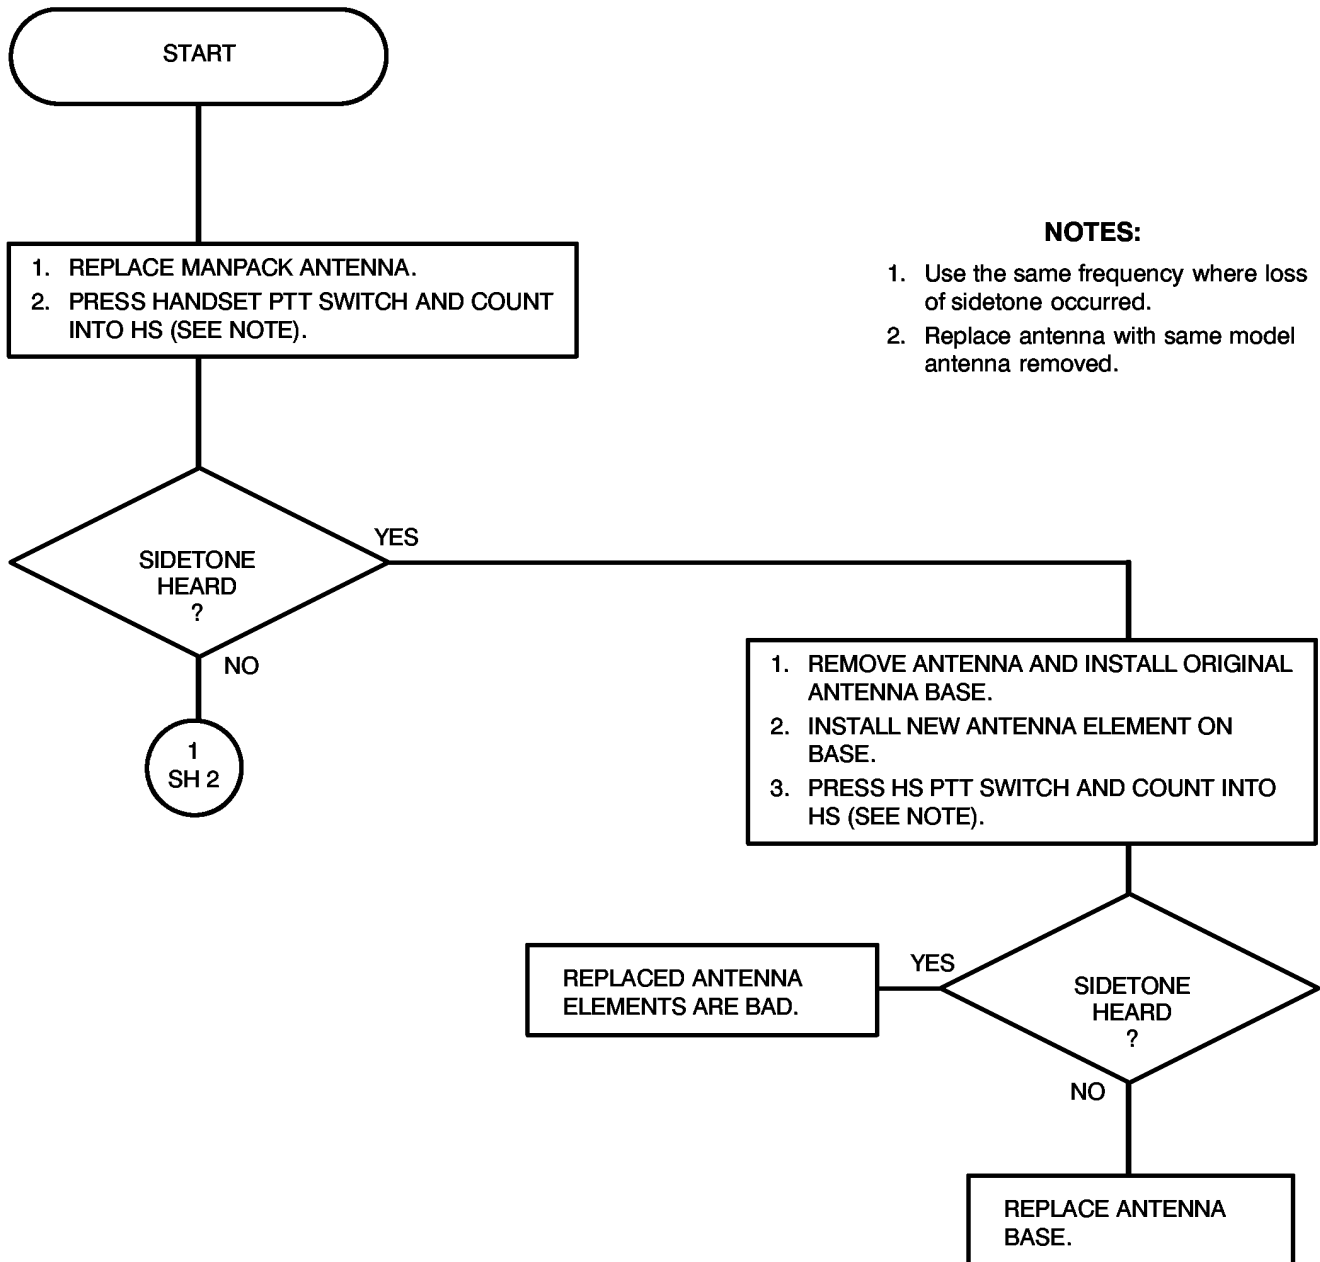 START
1. REPLACE MANPACK ANTENNA.
2. PRESS HANDSET PTT SWITCH AND COUNT
INTO HS (SEE NOTE).
NOTES:
1. Use the same frequency where loss
of sidetone occurred.
2. Replace antenna with same model
antenna removed.
SIDETONE
HEARD
?
YES
NO
1
SH 2
1. REMOVE ANTENNA AND INSTALL ORIGINAL
ANTENNA BASE.
2. INSTALL NEW ANTENNA ELEMENT ON
BASE.
3. PRESS HS PTT SWITCH AND COUNT INTO
HS (SEE NOTE).
SIDETONE
HEARD
?
YES
REPLACED ANTENNA
ELEMENTS ARE BAD.
NO
REPLACE ANTENNA
BASE.